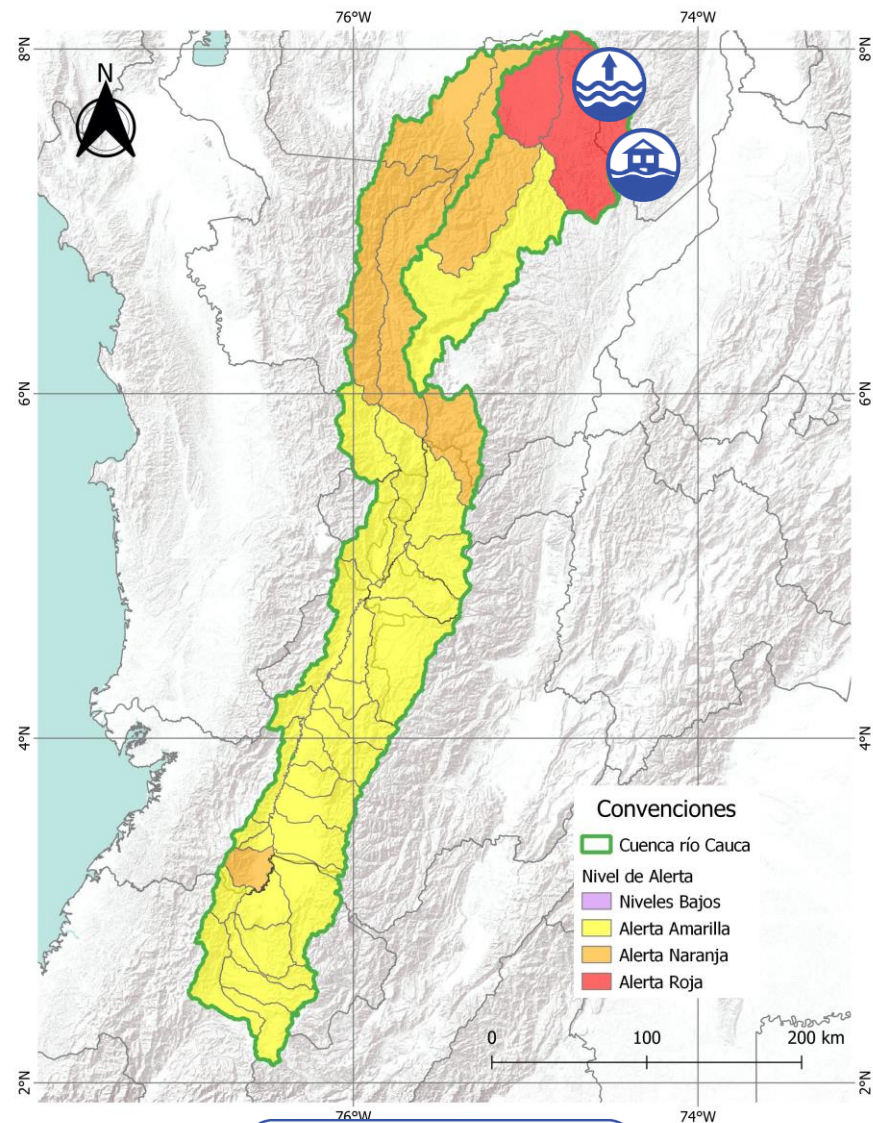 76°W 74°W
8°N 8°N
N
6°N 6°N
4°N 4°N
Convenciones
Cuenca río Cauca
Nivel de Alerta
Niveles Bajos
Alerta Amarilla
Alerta Naranja
Alerta Roja
0 100 200 km
2°N 2°N
76°W 74°W